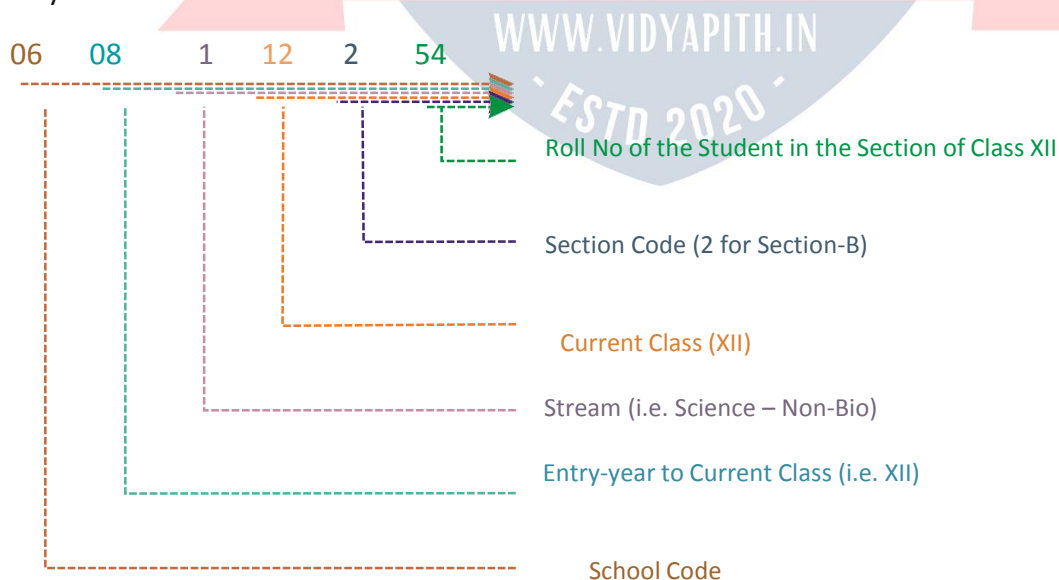 WWW.VIDYAPITH.IN
06 08 1 12 2 54
ESTD 2020
Roll No of the Student in the Section of Class XII
Section Code (2 for Section-B)
Current Class (XII)
Stream (i.e. Science – Non-Bio)
Entry-year to Current Class (i.e. XII)
School Code